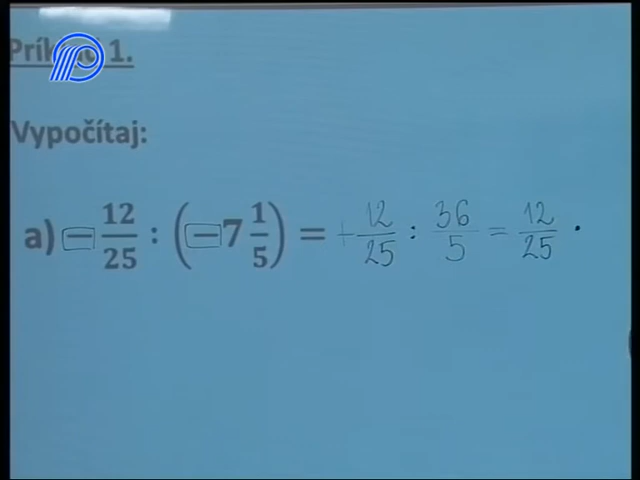 Príklad 1.
Vypočítaj:
a) − 12/25 : (−7 1/5) = + 12/25 : 36/5 = 12/25 ·